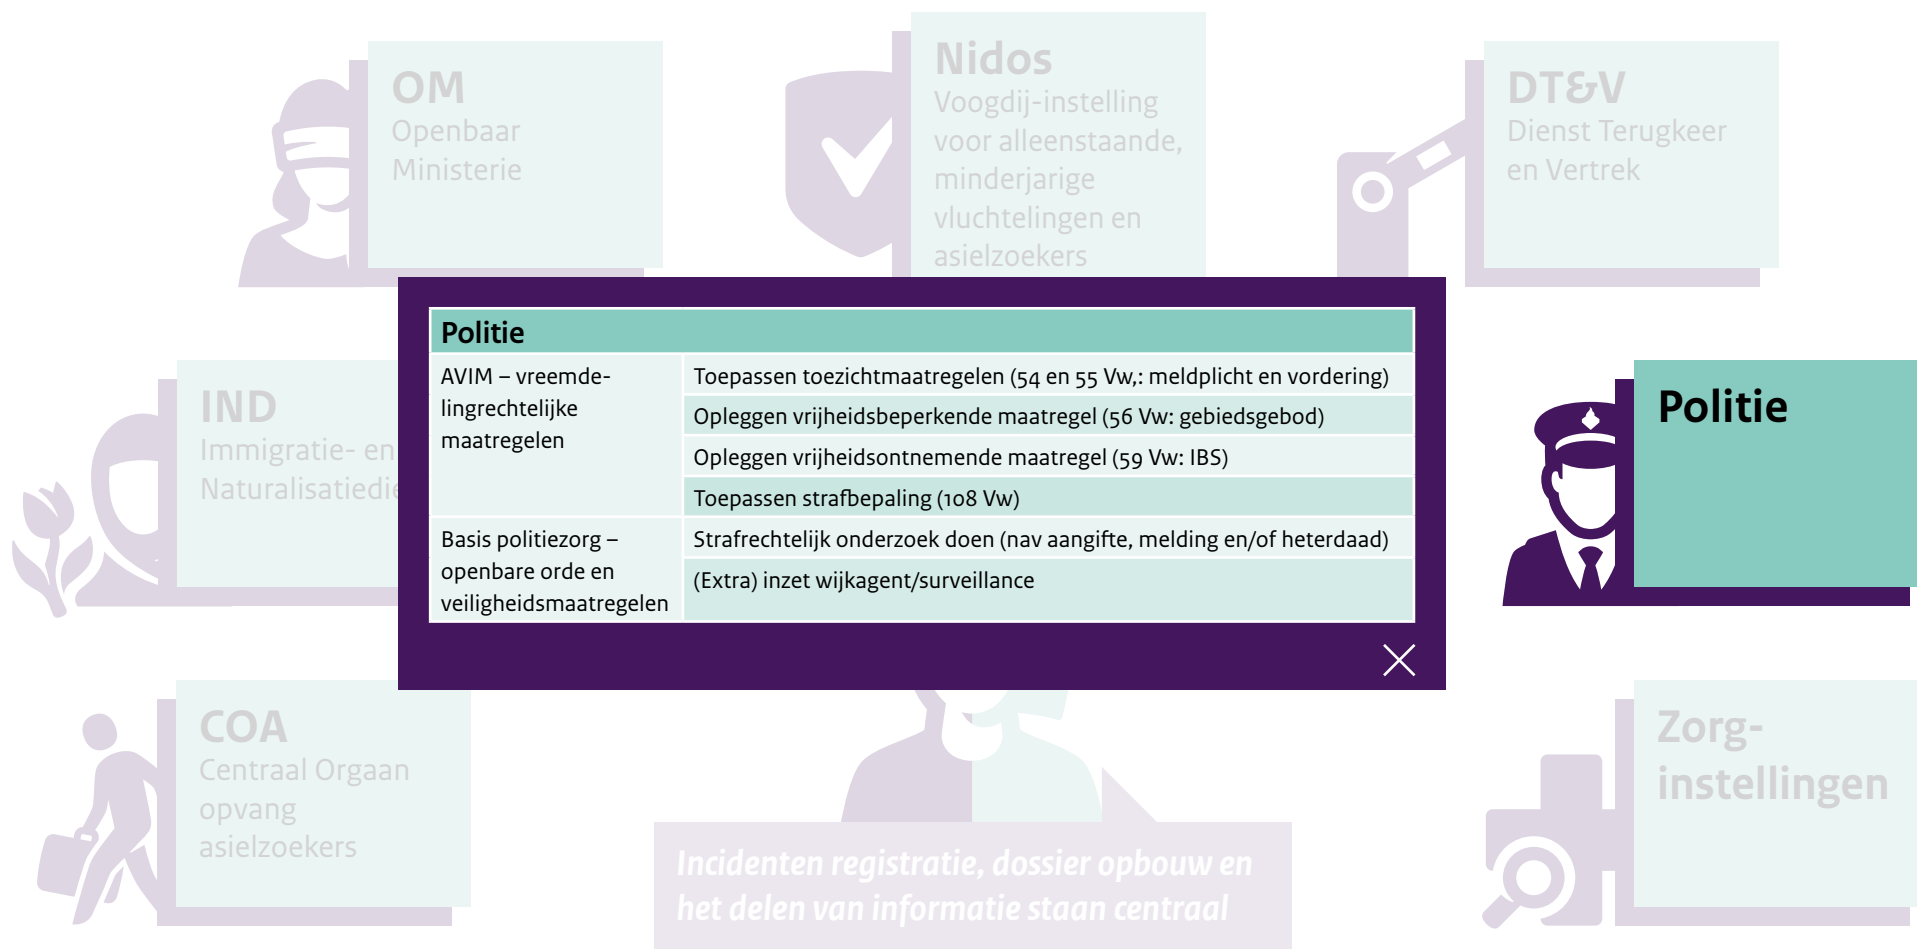 OM
Openbaar
Ministerie
Nidos
Voogdij-instelling
voor alleenstaande,
minderjarige
vluchtelingen en
asielzoekers
DT&V
Dienst Terugkeer
en Vertrek
IND
Immigratie- en
Politie
AVIM – vreemde-
lingrechtelijke
maatregelen
Toepassen toezichtmaatregelen (54 en 55 Vw,: meldplicht en vordering)
Opleggen vrijheidsbeperkende maatregel (56 Vw: gebiedsgebod)
Opleggen vrijheidsontnemende maatregel (59 Vw: IBS)
Toepassen strafbepaling (108 Vw)
Basis politiezorg –
openbare orde en
veiligheidsmaatregelen
Strafrechtelijk onderzoek doen (nav aangifte, melding en/of heterdaad)
(Extra) inzet wijkagent/surveillance
Politie
COA
Centraal Orgaan
opvang
asielzoekers
Incidenten registratie, dossier opbouw en
het delen van informatie staan centraal
Zorg-
instellingen